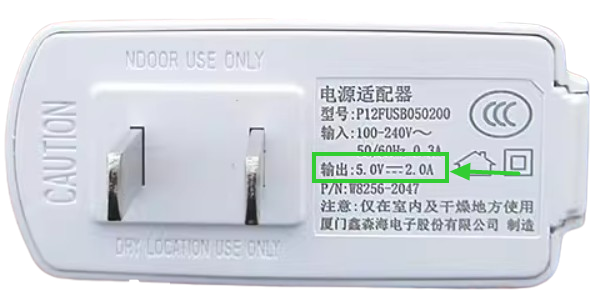 CAUTION
NDOOR USE ONLY
DRY LOCATION USE ONLY
电源适配器
型号:P12FUSB050200
输入:100-240V～
50/60Hz 0.3A
输出:5.0V⎓2.0A
P/N:W8256-2047
注意:仅在室内及干燥地方使用
厦门鑫森海电子股份有限公司 制造
CCC